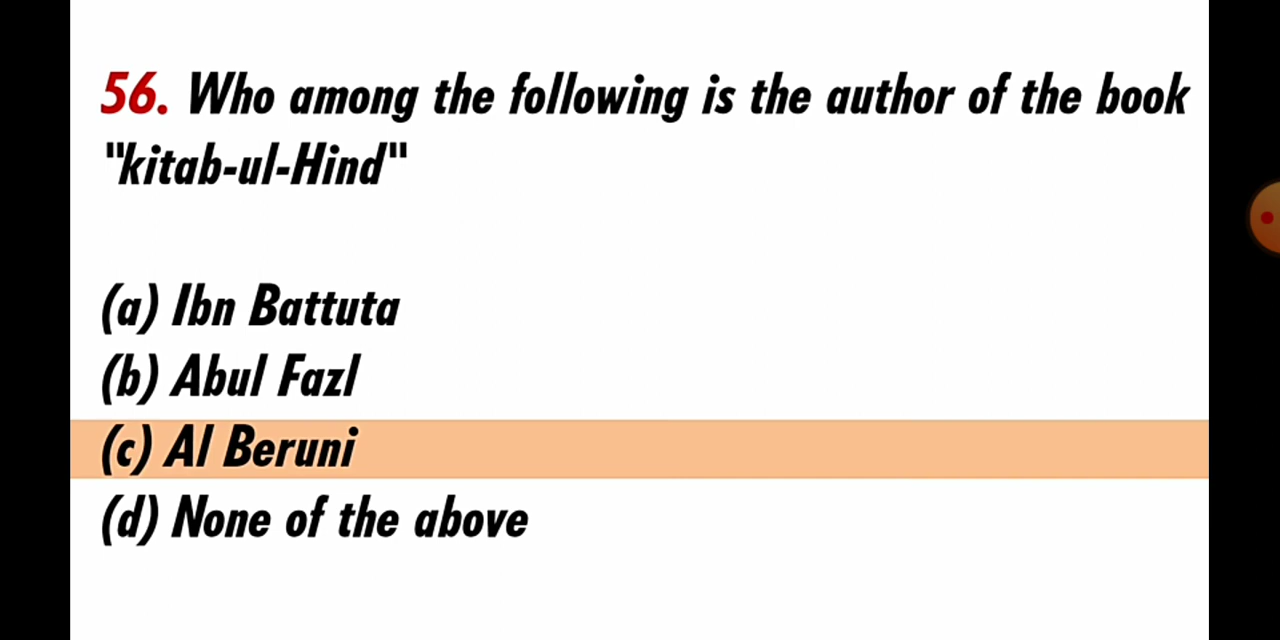 56. Who among the following is the author of the book
"kitab-ul-Hind"
(a) Ibn Battuta
(b) Abul Fazl
(c) Al Beruni
(d) None of the above